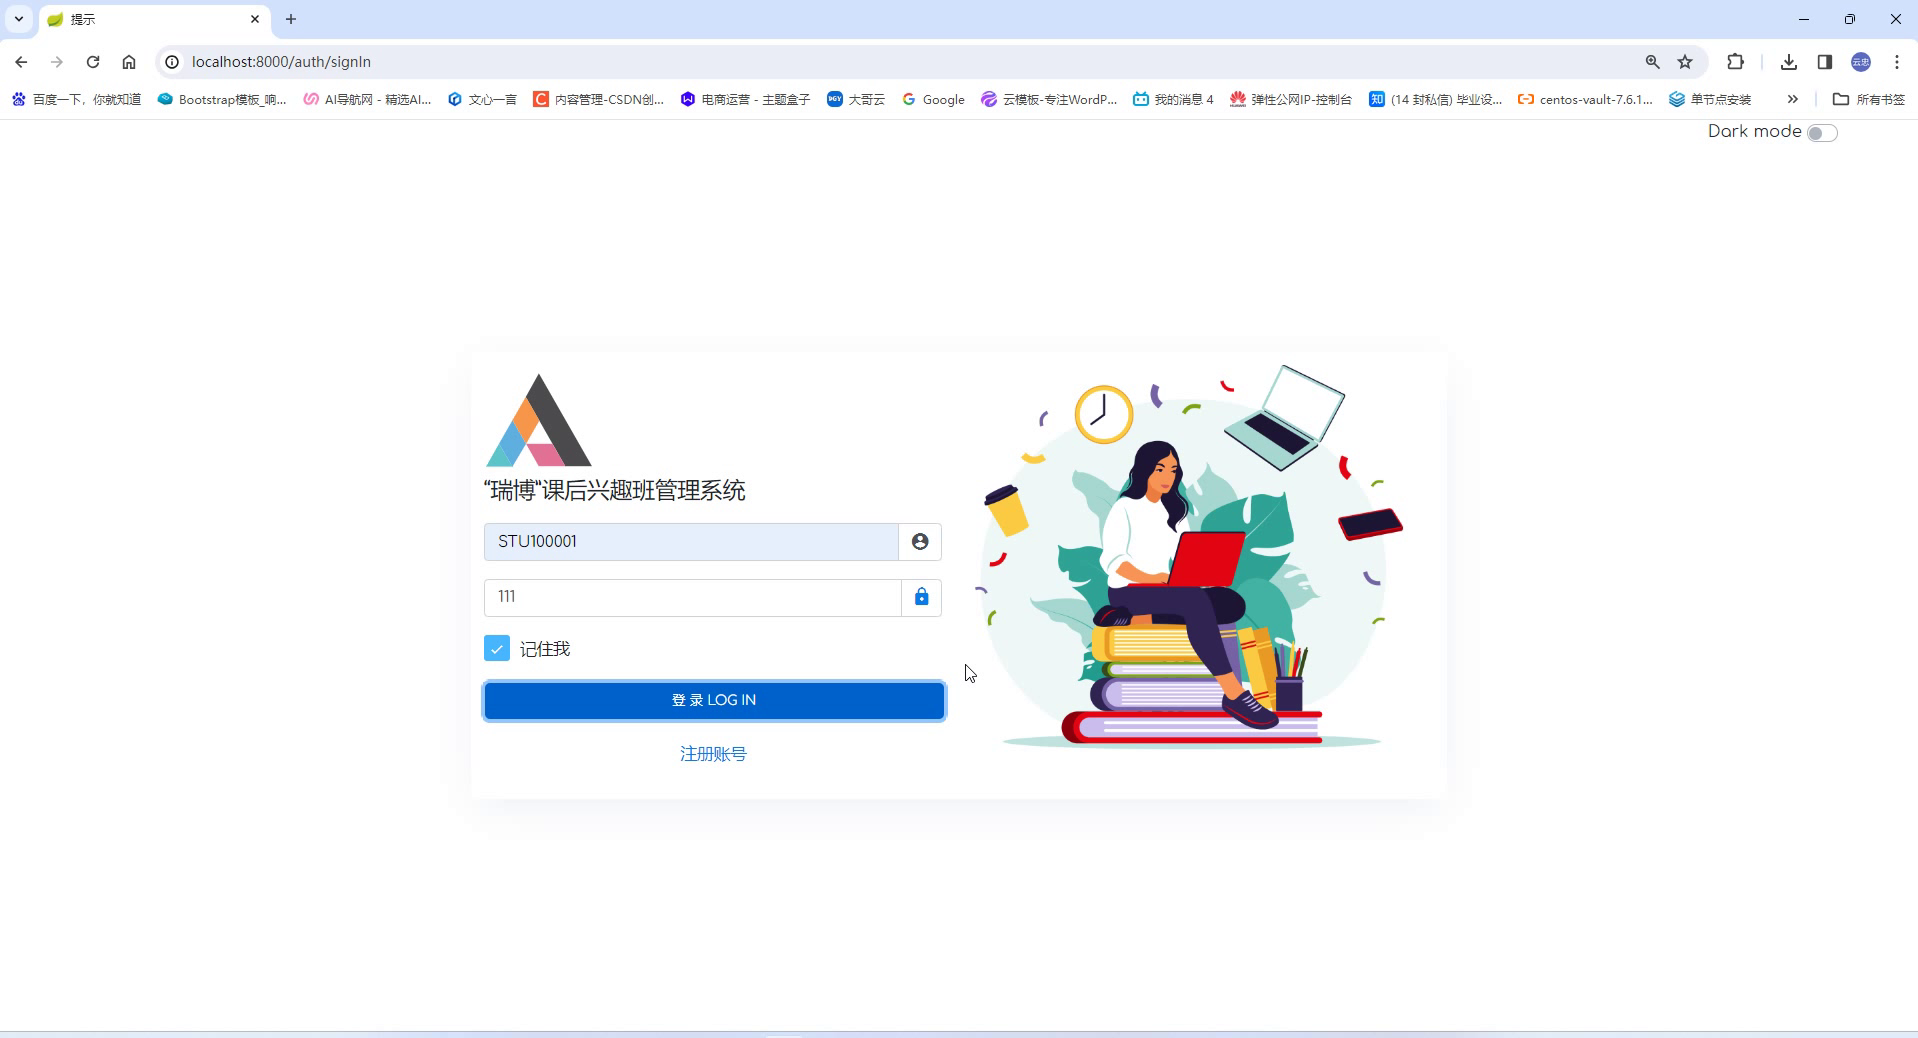 提示
localhost:8000/auth/signIn
百度一下，你就知道
Bootstrap模板_响...
AI导航网 - 精选AI...
文心一言
内容管理-CSDN创...
电商运营 - 主题盒子
大哥云
Google
云模板-专注WordP...
我的消息 4
弹性公网IP-控制台
(14 封私信) 毕业设...
centos-vault-7.6.1...
单节点安装
所有书签
Dark mode
“瑞博”课后兴趣班管理系统
STU100001
111
记住我
登 录 LOG IN
注册账号